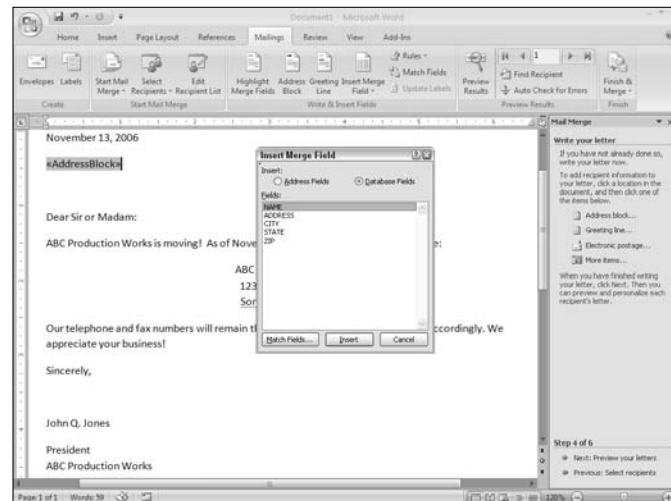 Document1 - Microsoft Word
Home Insert Page Layout References Mailings Review View Add-Ins
Envelopes Labels
Start Mail Merge Select Recipients Edit Recipient List
Highlight Merge Fields Address Block Greeting Line Insert Merge Field
Rules
Match Fields
Update Labels
Preview Results
1
Find Recipient
Auto Check for Errors
Finish & Merge
Create Start Mail Merge Write & Insert Fields Preview Results Finish
November 13, 2006
«AddressBlock»
Dear Sir or Madam:
ABC Production Works is moving! As of Nove
e:
ABC
123
Our telephone and fax numbers will remain th
ccordingly. We
appreciate your business!
Sincerely,
John Q. Jones
President
ABC Production Works
Insert Merge Field
Insert:
Address Fields Database Fields
Fields:
NAME
ADDRESS
CITY
STATE
ZIP
Match Fields... Insert Cancel
Mail Merge
Write your letter
If you have not already done so,
write your letter now.
To add recipient information to
your letter, click a location in the
document, and then click one of
the items below.
Address block...
Greeting line...
Electronic postage...
More items...
When you have finished writing
your letter, click Next. Then you
can preview and personalize each
recipient's letter.
Step 4 of 6
Next: Preview your letters
Previous: Select recipients
Page: 1 of 1 Words: 59 120%